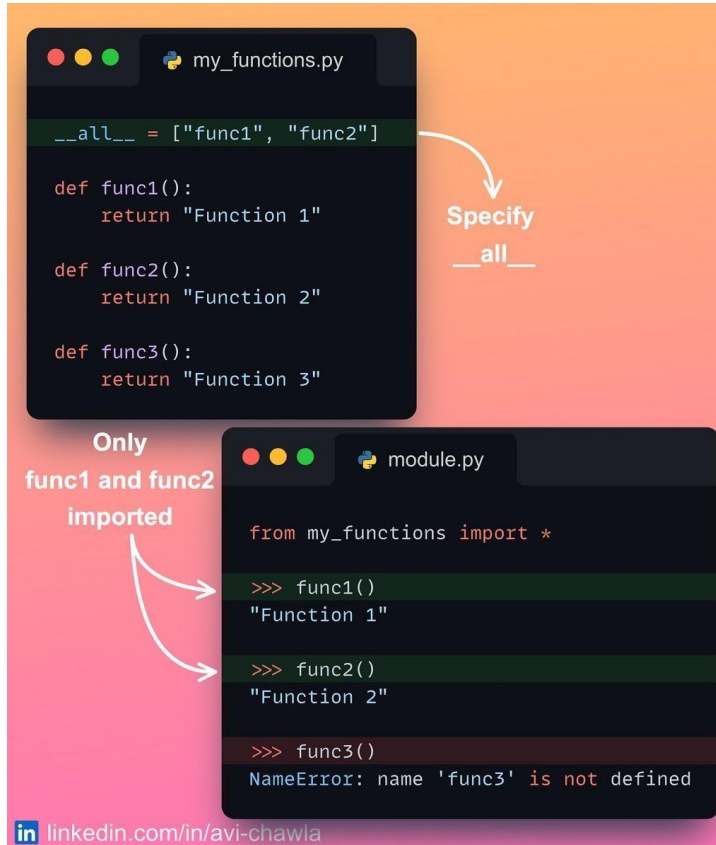 my_functions.py
__all__ = ["func1", "func2"]
def func1():
    return "Function 1"
def func2():
    return "Function 2"
def func3():
    return "Function 3"
Specify
__all__
Only
func1 and func2
imported
module.py
from my_functions import *
>>> func1()
"Function 1"
>>> func2()
"Function 2"
>>> func3()
NameError: name 'func3' is not defined
in linkedin.com/in/avi-chawla